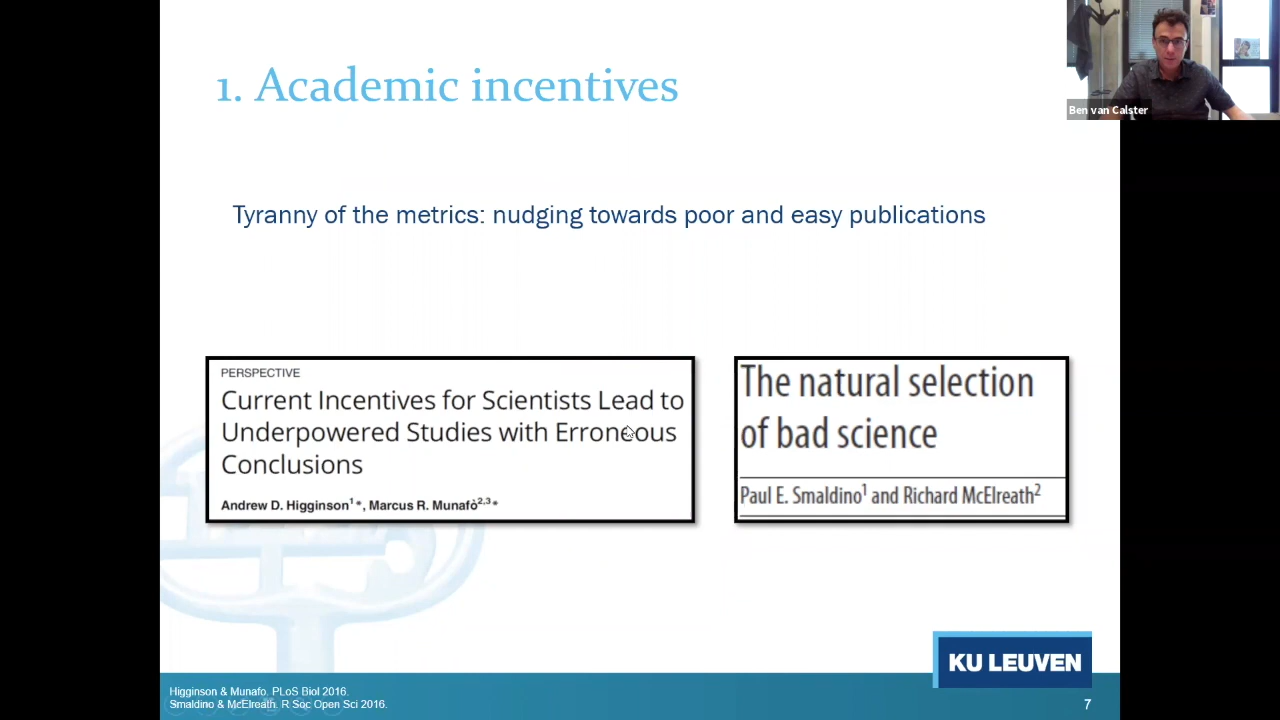 1. Academic incentives
Ben van Calster
Tyranny of the metrics: nudging towards poor and easy publications
PERSPECTIVE
Current Incentives for Scientists Lead to
Underpowered Studies with Erroneous
Conclusions
Andrew D. Higginson1*, Marcus R. Munafò2,3*
The natural selection
of bad science
Paul E. Smaldino1 and Richard McElreath2
KU LEUVEN
Higginson & Munafo. PLoS Biol 2016.
Smaldino & McElreath. R Soc Open Sci 2016.
7